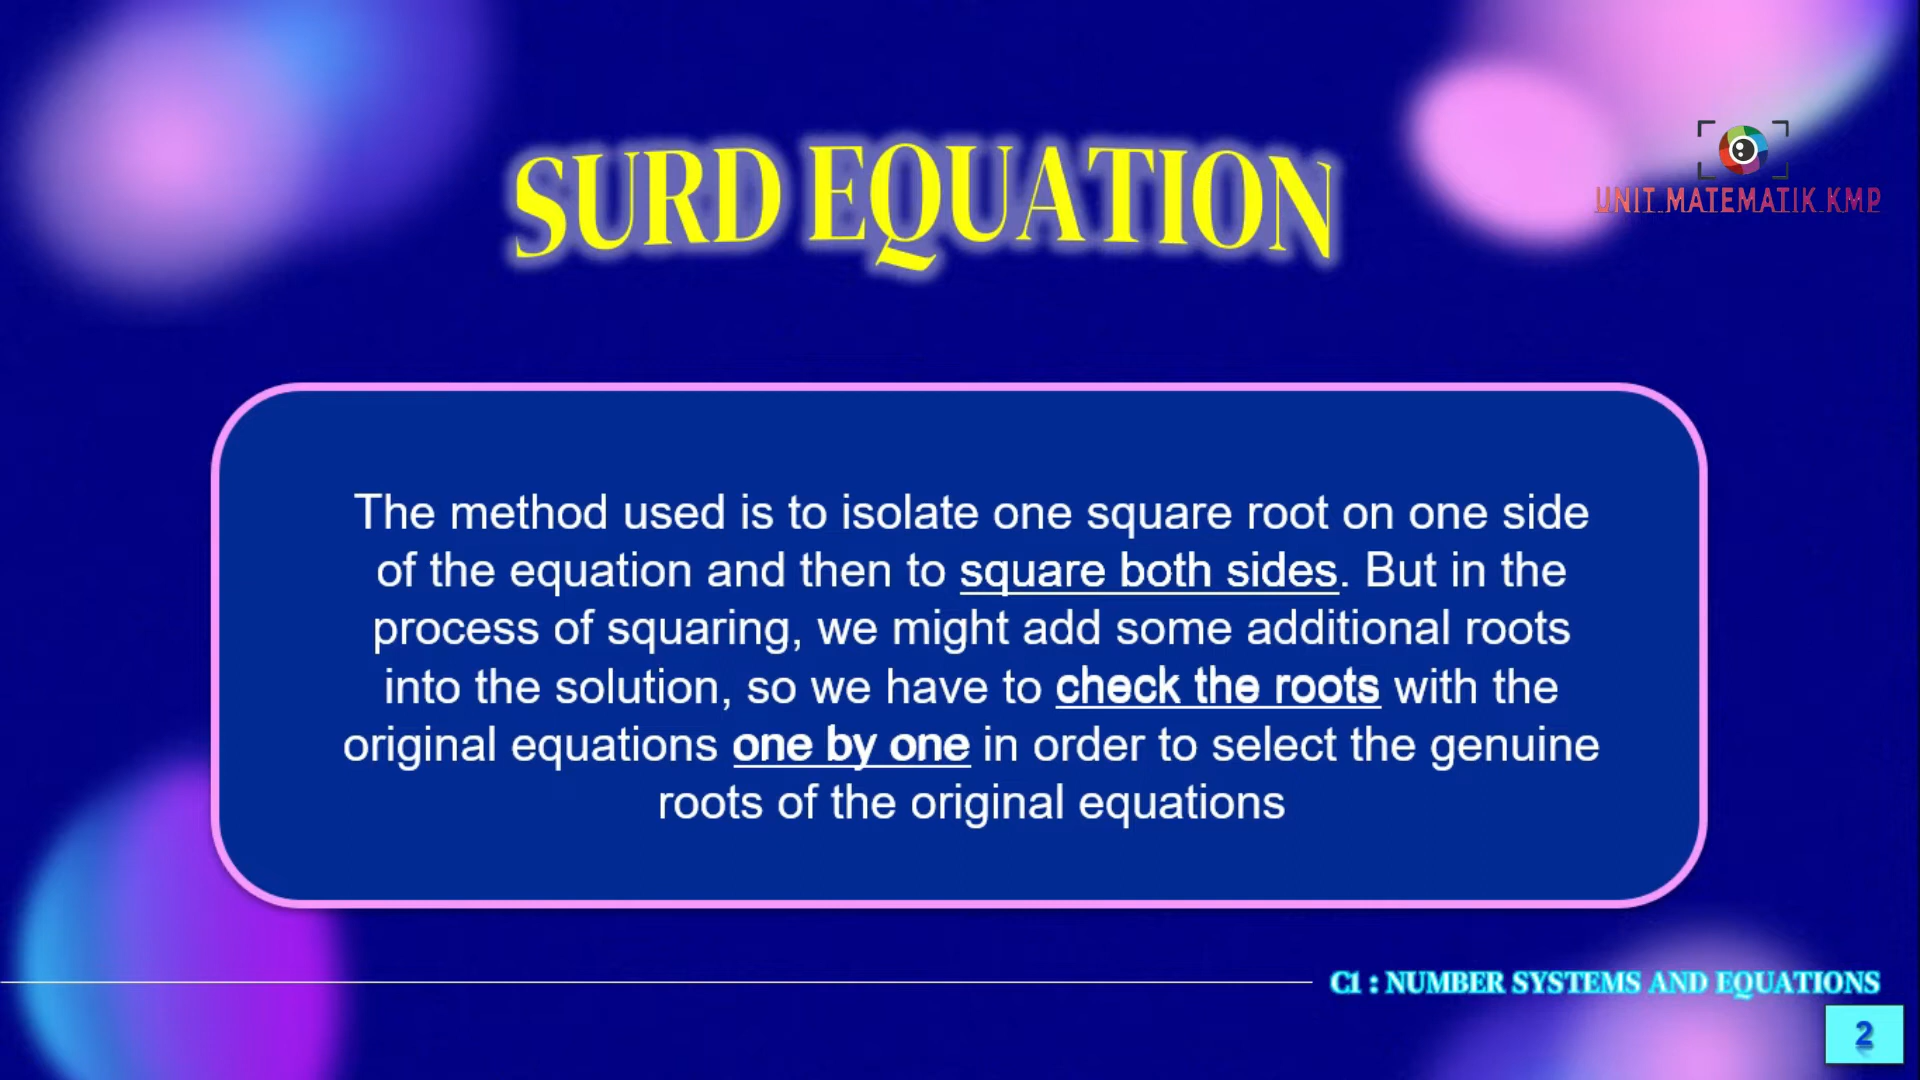 SURD EQUATION
UNIT MATEMATIK KMP
The method used is to isolate one square root on one side
of the equation and then to square both sides. But in the
process of squaring, we might add some additional roots
into the solution, so we have to check the roots with the
original equations one by one in order to select the genuine
roots of the original equations
C1 : NUMBER SYSTEMS AND EQUATIONS
2